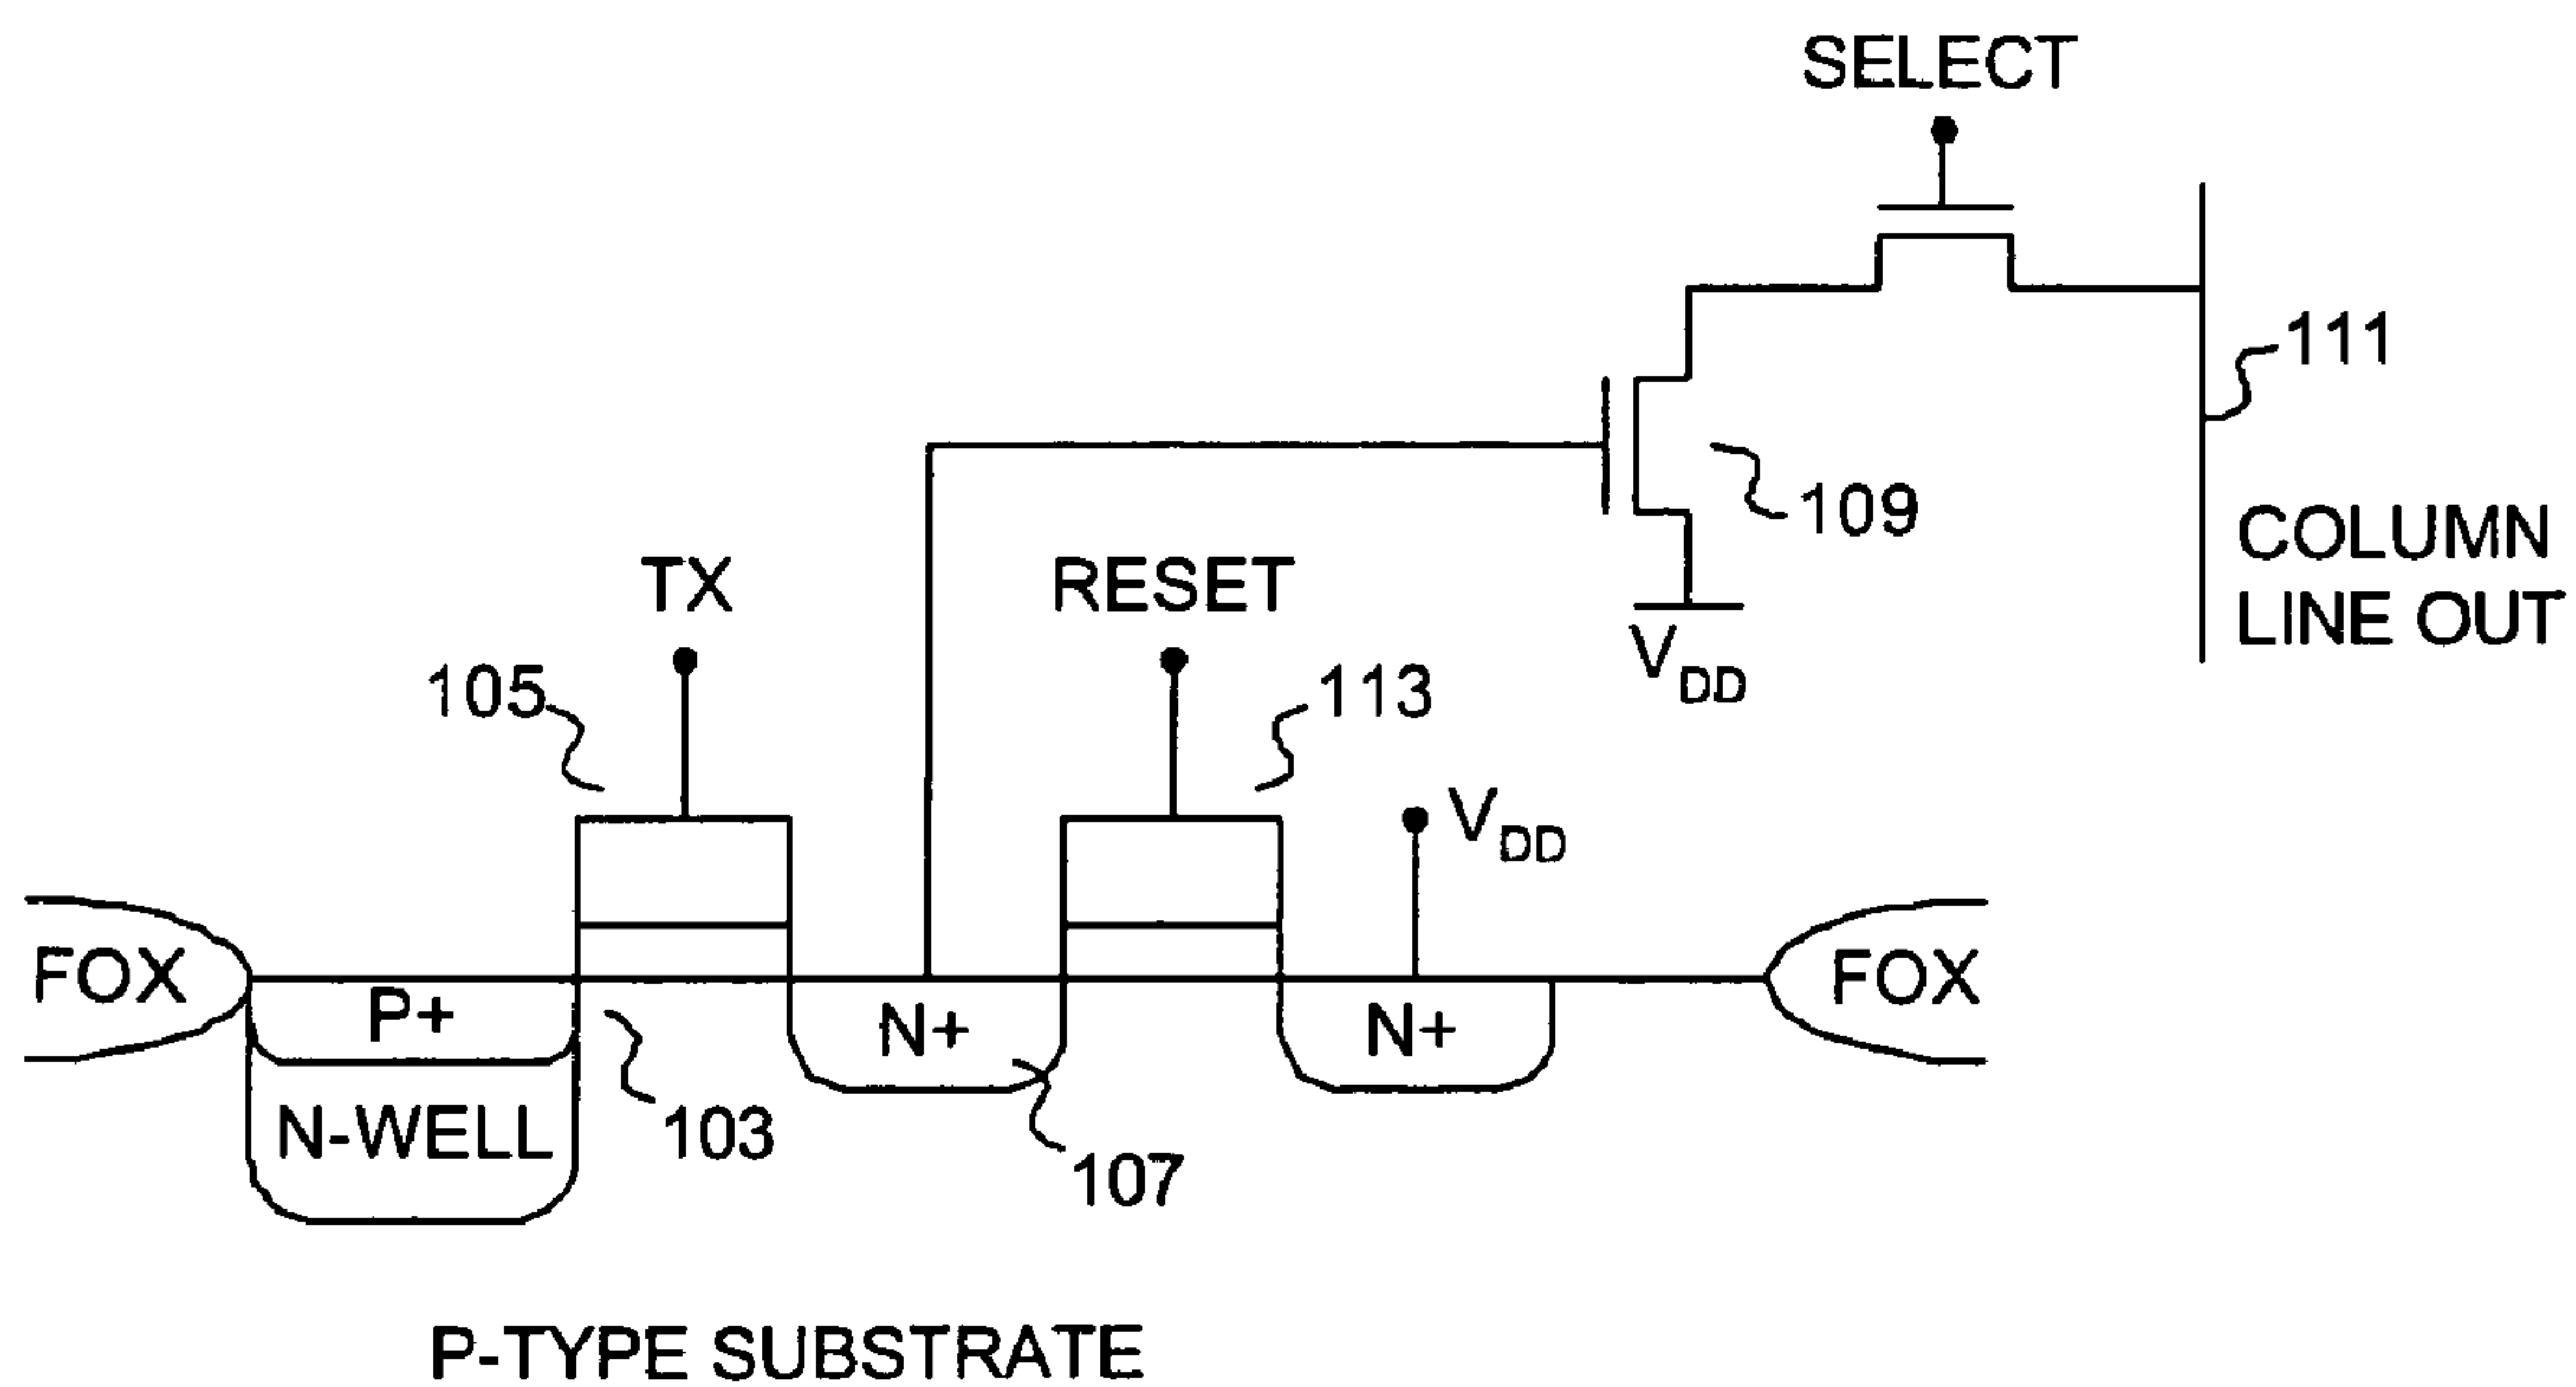 SELECT
111
109
COLUMN
LINE OUT
TX
RESET
VDD
105
113
VDD
FOX
P+
N+
N+
FOX
103
N-WELL
107
P-TYPE SUBSTRATE